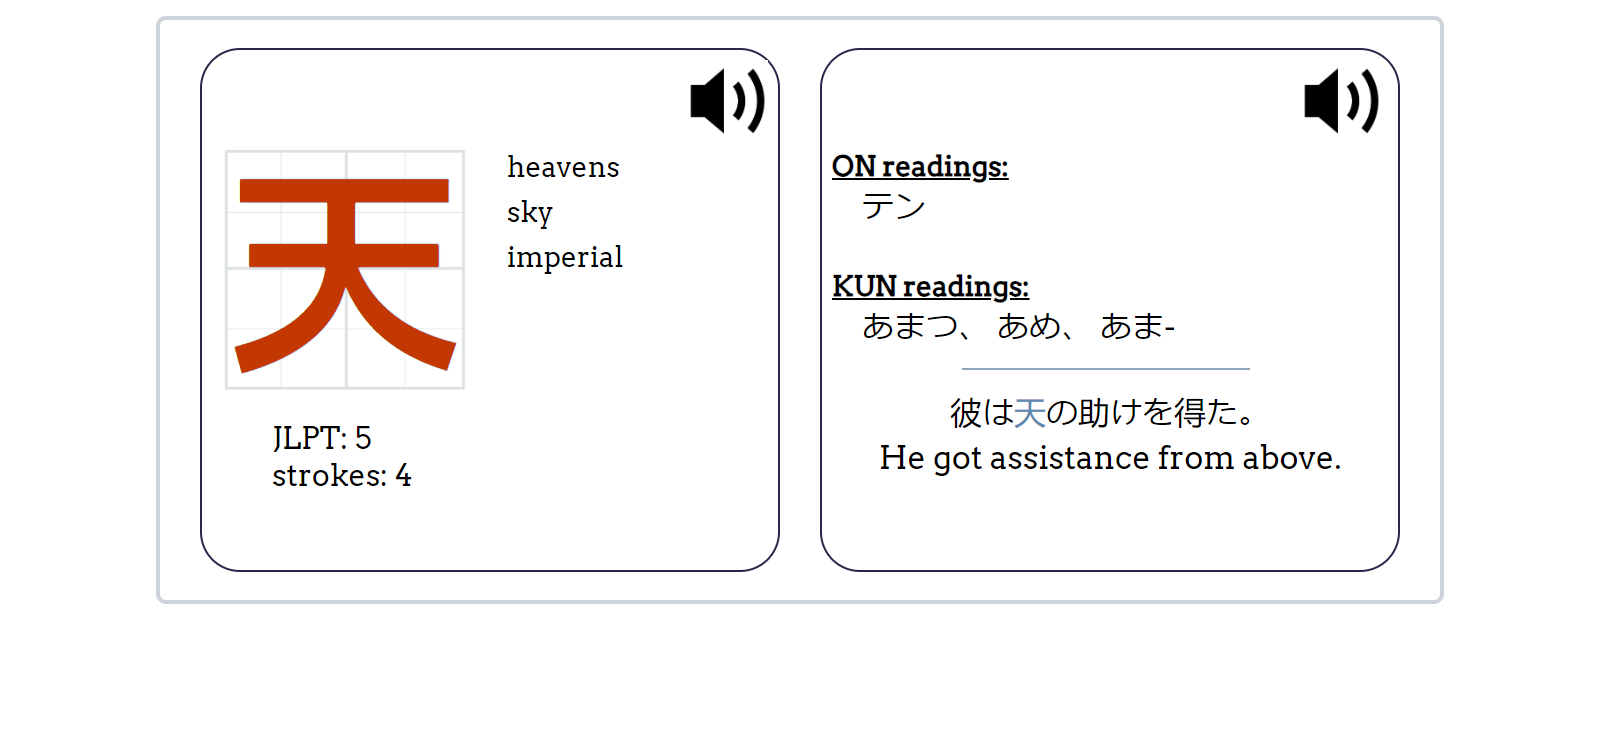 天
heavens
sky
imperial
JLPT: 5
strokes: 4
ON readings:
テン
KUN readings:
あまつ、 あめ、 あま-
彼は天の助けを得た。
He got assistance from above.